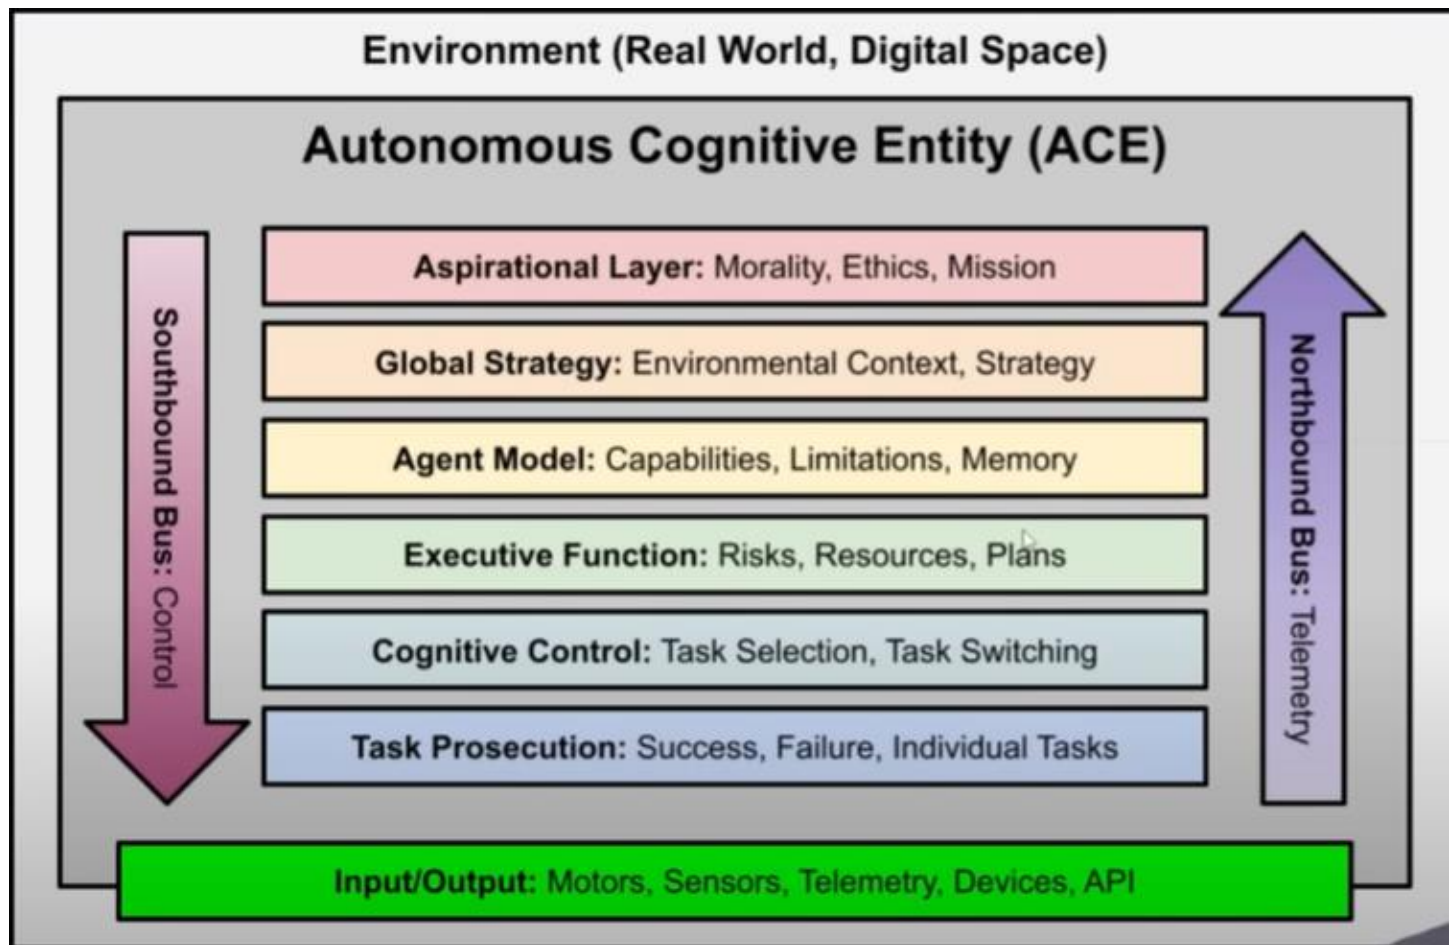 Environment (Real World, Digital Space)
Autonomous Cognitive Entity (ACE)
Southbound Bus: Control
Aspirational Layer: Morality, Ethics, Mission
Global Strategy: Environmental Context, Strategy
Agent Model: Capabilities, Limitations, Memory
Executive Function: Risks, Resources, Plans
Cognitive Control: Task Selection, Task Switching
Task Prosecution: Success, Failure, Individual Tasks
Northbound Bus: Telemetry
Input/Output: Motors, Sensors, Telemetry, Devices, API